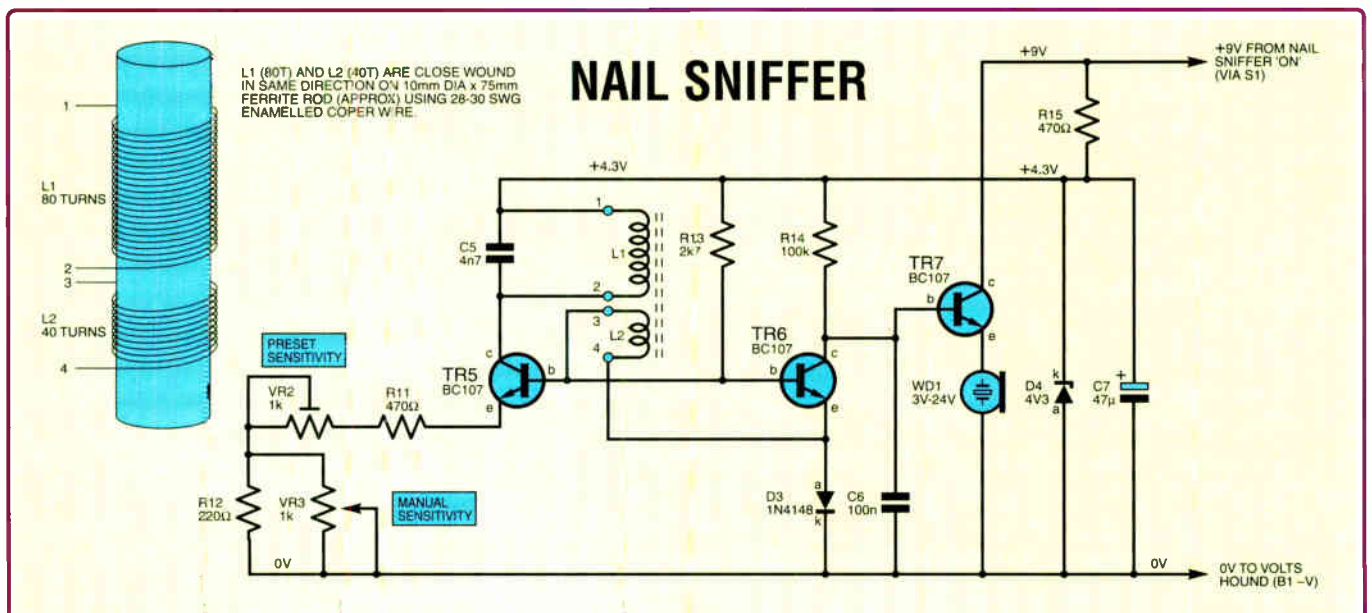 NAIL SNIFFER
L1 (80T) AND L2 (40T) ARE CLOSE WOUND
IN SAME DIRECTION ON 10mm DIA x 75mm
FERRITE ROD (APPROX) USING 28-30 SWG
ENAMELLED COPER WIRE.
1
L1
80 TURNS
2
3
L2
40 TURNS
4
+9V
+9V FROM NAIL
SNIFFER 'ON'
(VIA S1)
R15
470Ω
+4.3V
+4.3V
C5
4n7
1
L1
2
3
L2
4
R13
2k7
R14
100k
TR7
BC107
b
c
e
TR6
BC107
b
c
e
TR5
BC107
c
b
e
PRESET
SENSITIVITY
VR2
1k
R11
470Ω
WD1
3V-24V
k
D4
4V3
a
+
C7
47µ
R12
220Ω
VR3
1k
MANUAL
SENSITIVITY
a
D3
1N4148
k
C6
100n
0V
0V
0V TO VOLTS
HOUND (B1 –V)